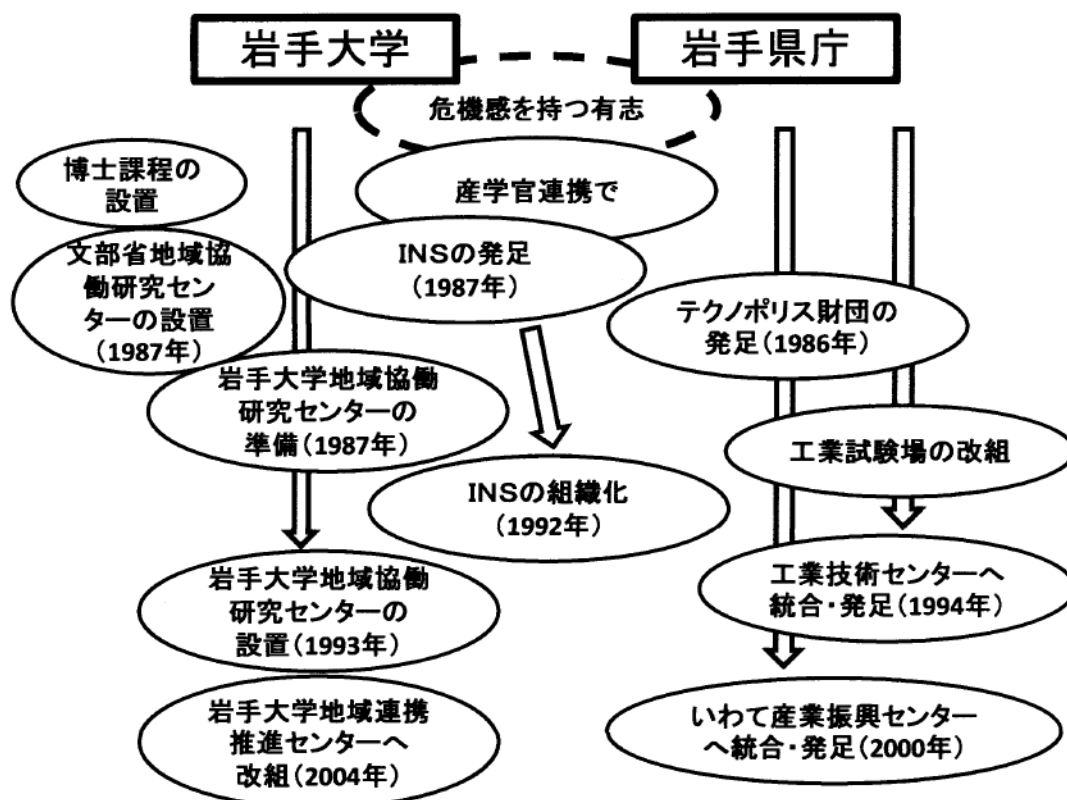 岩手大学
岩手県庁
危機感を持つ有志
博士課程の
設置
産学官連携で
文部省地域協
働研究セン
ターの設置
(1987年)
INSの発足
(1987年)
テクノポリス財団の
発足(1986年)
岩手大学地域協働
研究センターの
準備(1987年)
工業試験場の改組
INSの組織化
(1992年)
岩手大学地域協働
研究センターの
設置(1993年)
工業技術センターへ
統合・発足(1994年)
岩手大学地域連携
推進センターへ
改組(2004年)
いわて産業振興センター
へ統合・発足(2000年)